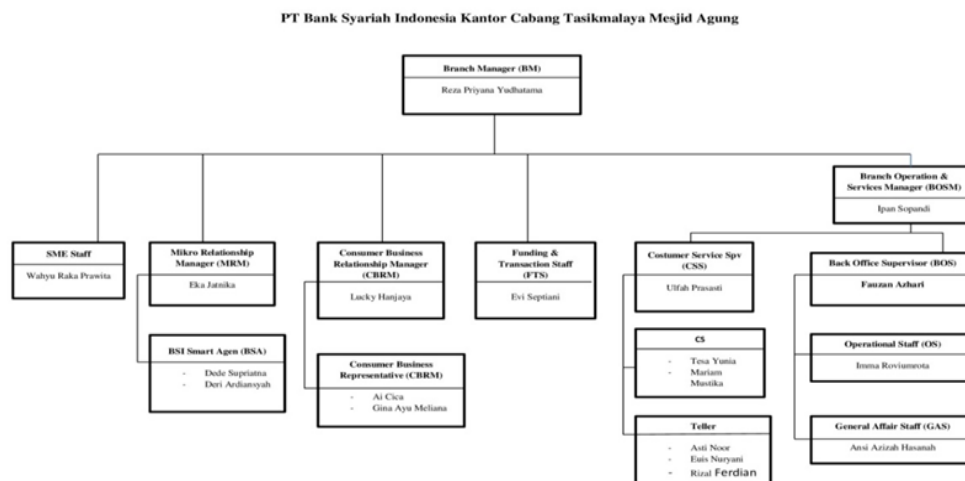 PT Bank Syariah Indonesia Kantor Cabang Tasikmalaya Mesjid Agung
Branch Manager (BM)
Reza Priyana Yudhatama
Branch Operation &
Services Manager (BOSM)
Ipan Sopandi
SME Staff
Wahyu Raka Prawita
Mikro Relationship
Manager (MRM)
Eka Jatnika
Consumer Business
Relationship Manager
(CBRM)
Lucky Hanjaya
Funding &
Transaction Staff
(FTS)
Evi Septiani
Costumer Service Spv
(CSS)
Ulfah Prasasti
Back Office Supervisor (BOS)
Fauzan Azhari
BSI Smart Agen (BSA)
- Dede Supriatna
- Deri Ardiansyah
Consumer Business
Representative (CBRM)
- Ai Cica
- Gina Ayu Meliana
CS
- Tesa Yunia
- Mariam
Mustika
Operational Staff (OS)
Imma Roviumrota
Teller
- Asti Noor
- Euis Nuryani
- Rizal Ferdian
General Affair Staff (GAS)
Ansi Azizah Hasanah